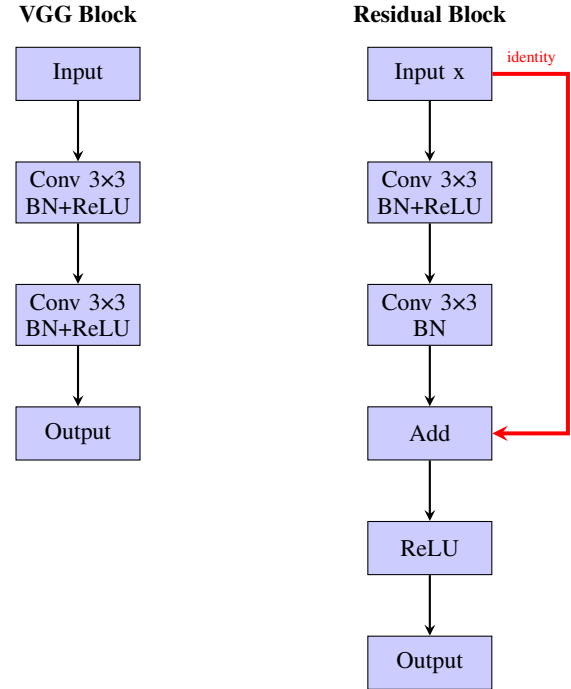 VGG Block
Input
Conv 3×3
BN+ReLU
Conv 3×3
BN+ReLU
Output
Residual Block
Input x
identity
Conv 3×3
BN+ReLU
Conv 3×3
BN
Add
ReLU
Output